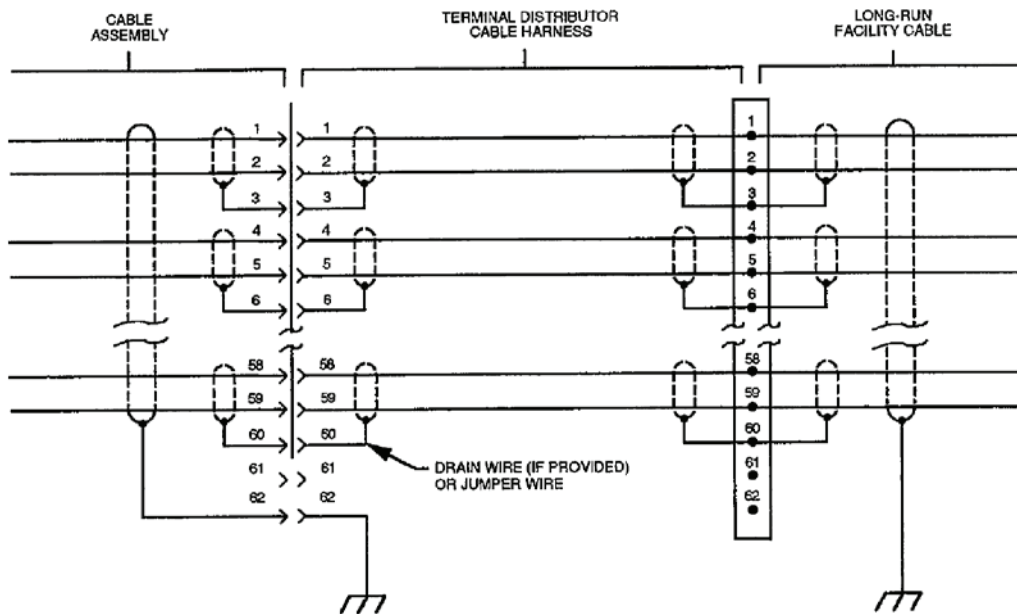 CABLE
ASSEMBLY
TERMINAL DISTRIBUTOR
CABLE HARNESS
LONG-RUN
FACILITY CABLE
1 1 1
2 2 2
3 3 3
4 4 4
5 5 5
6 6 6
58 58 58
59 59 59
60 60 60
61 61 61
62 62 62
DRAIN WIRE (IF PROVIDED)
OR JUMPER WIRE